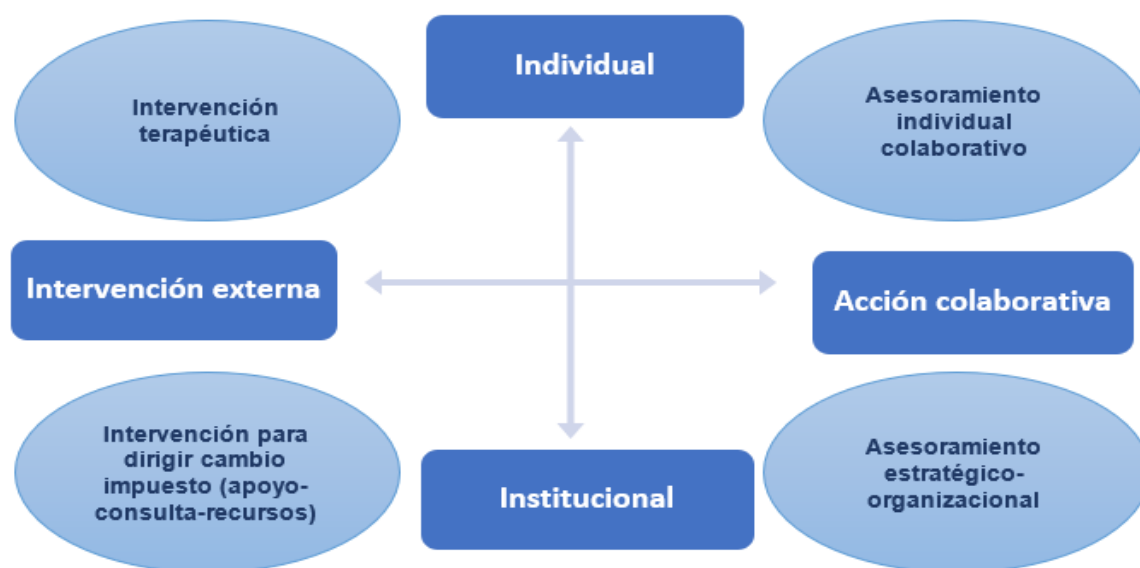 Individual
Intervención
terapéutica
Asesoramiento
individual
colaborativo
Intervención externa
Acción colaborativa
Intervención para
dirigir cambio
impuesto (apoyo-
consulta-recursos)
Institucional
Asesoramiento
estratégico-
organizacional